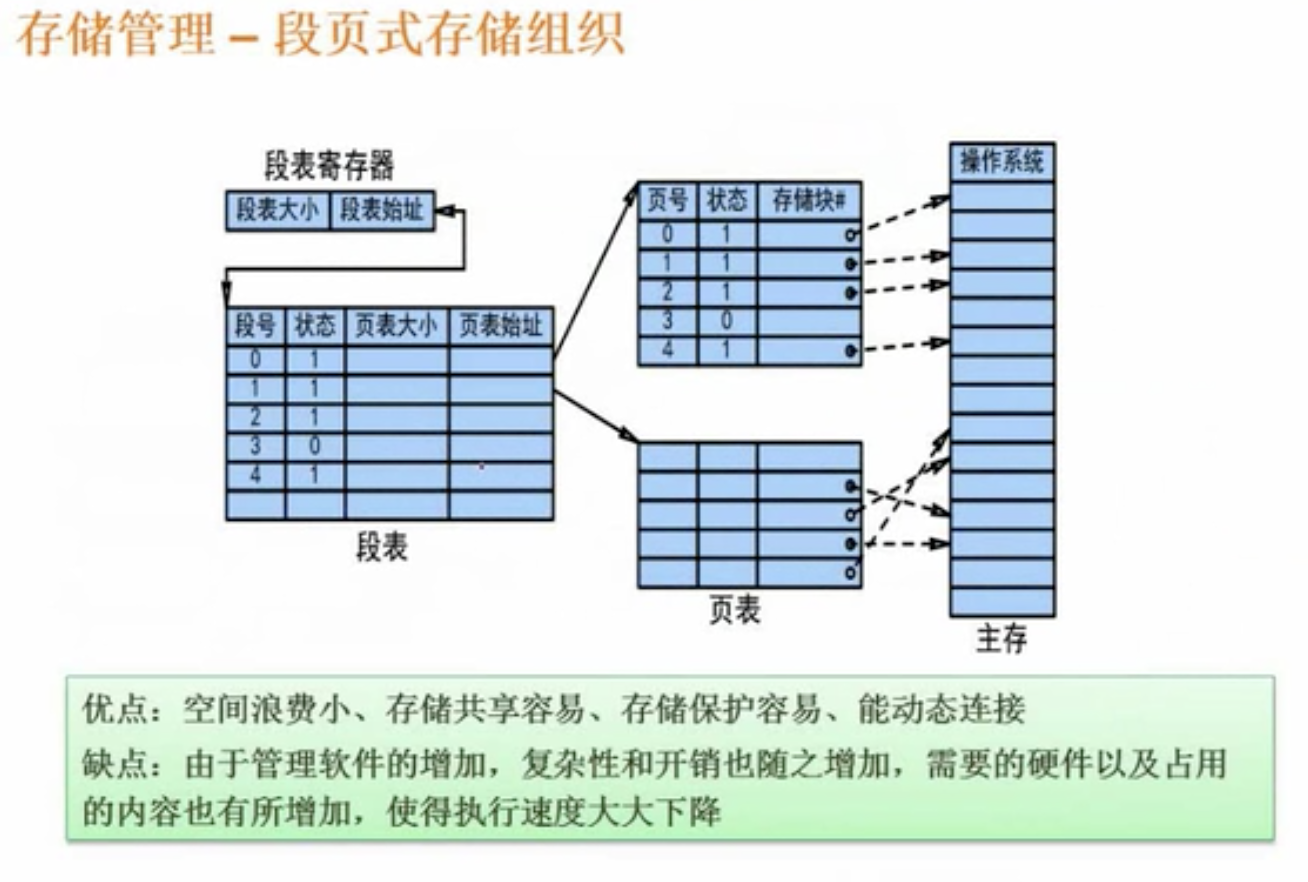 存储管理 – 段页式存储组织
段表寄存器
段表大小 段表始址
段号 状态 页表大小 页表始址
0 1
1 1
2 1
3 0
4 1
段表
页号 状态 存储块#
0 1
1 1
2 1
3 0
4 1
页表
操作系统
主存
优点：空间浪费小、存储共享容易、存储保护容易、能动态连接
缺点：由于管理软件的增加，复杂性和开销也随之增加，需要的硬件以及占用
的内容也有所增加，使得执行速度大大下降